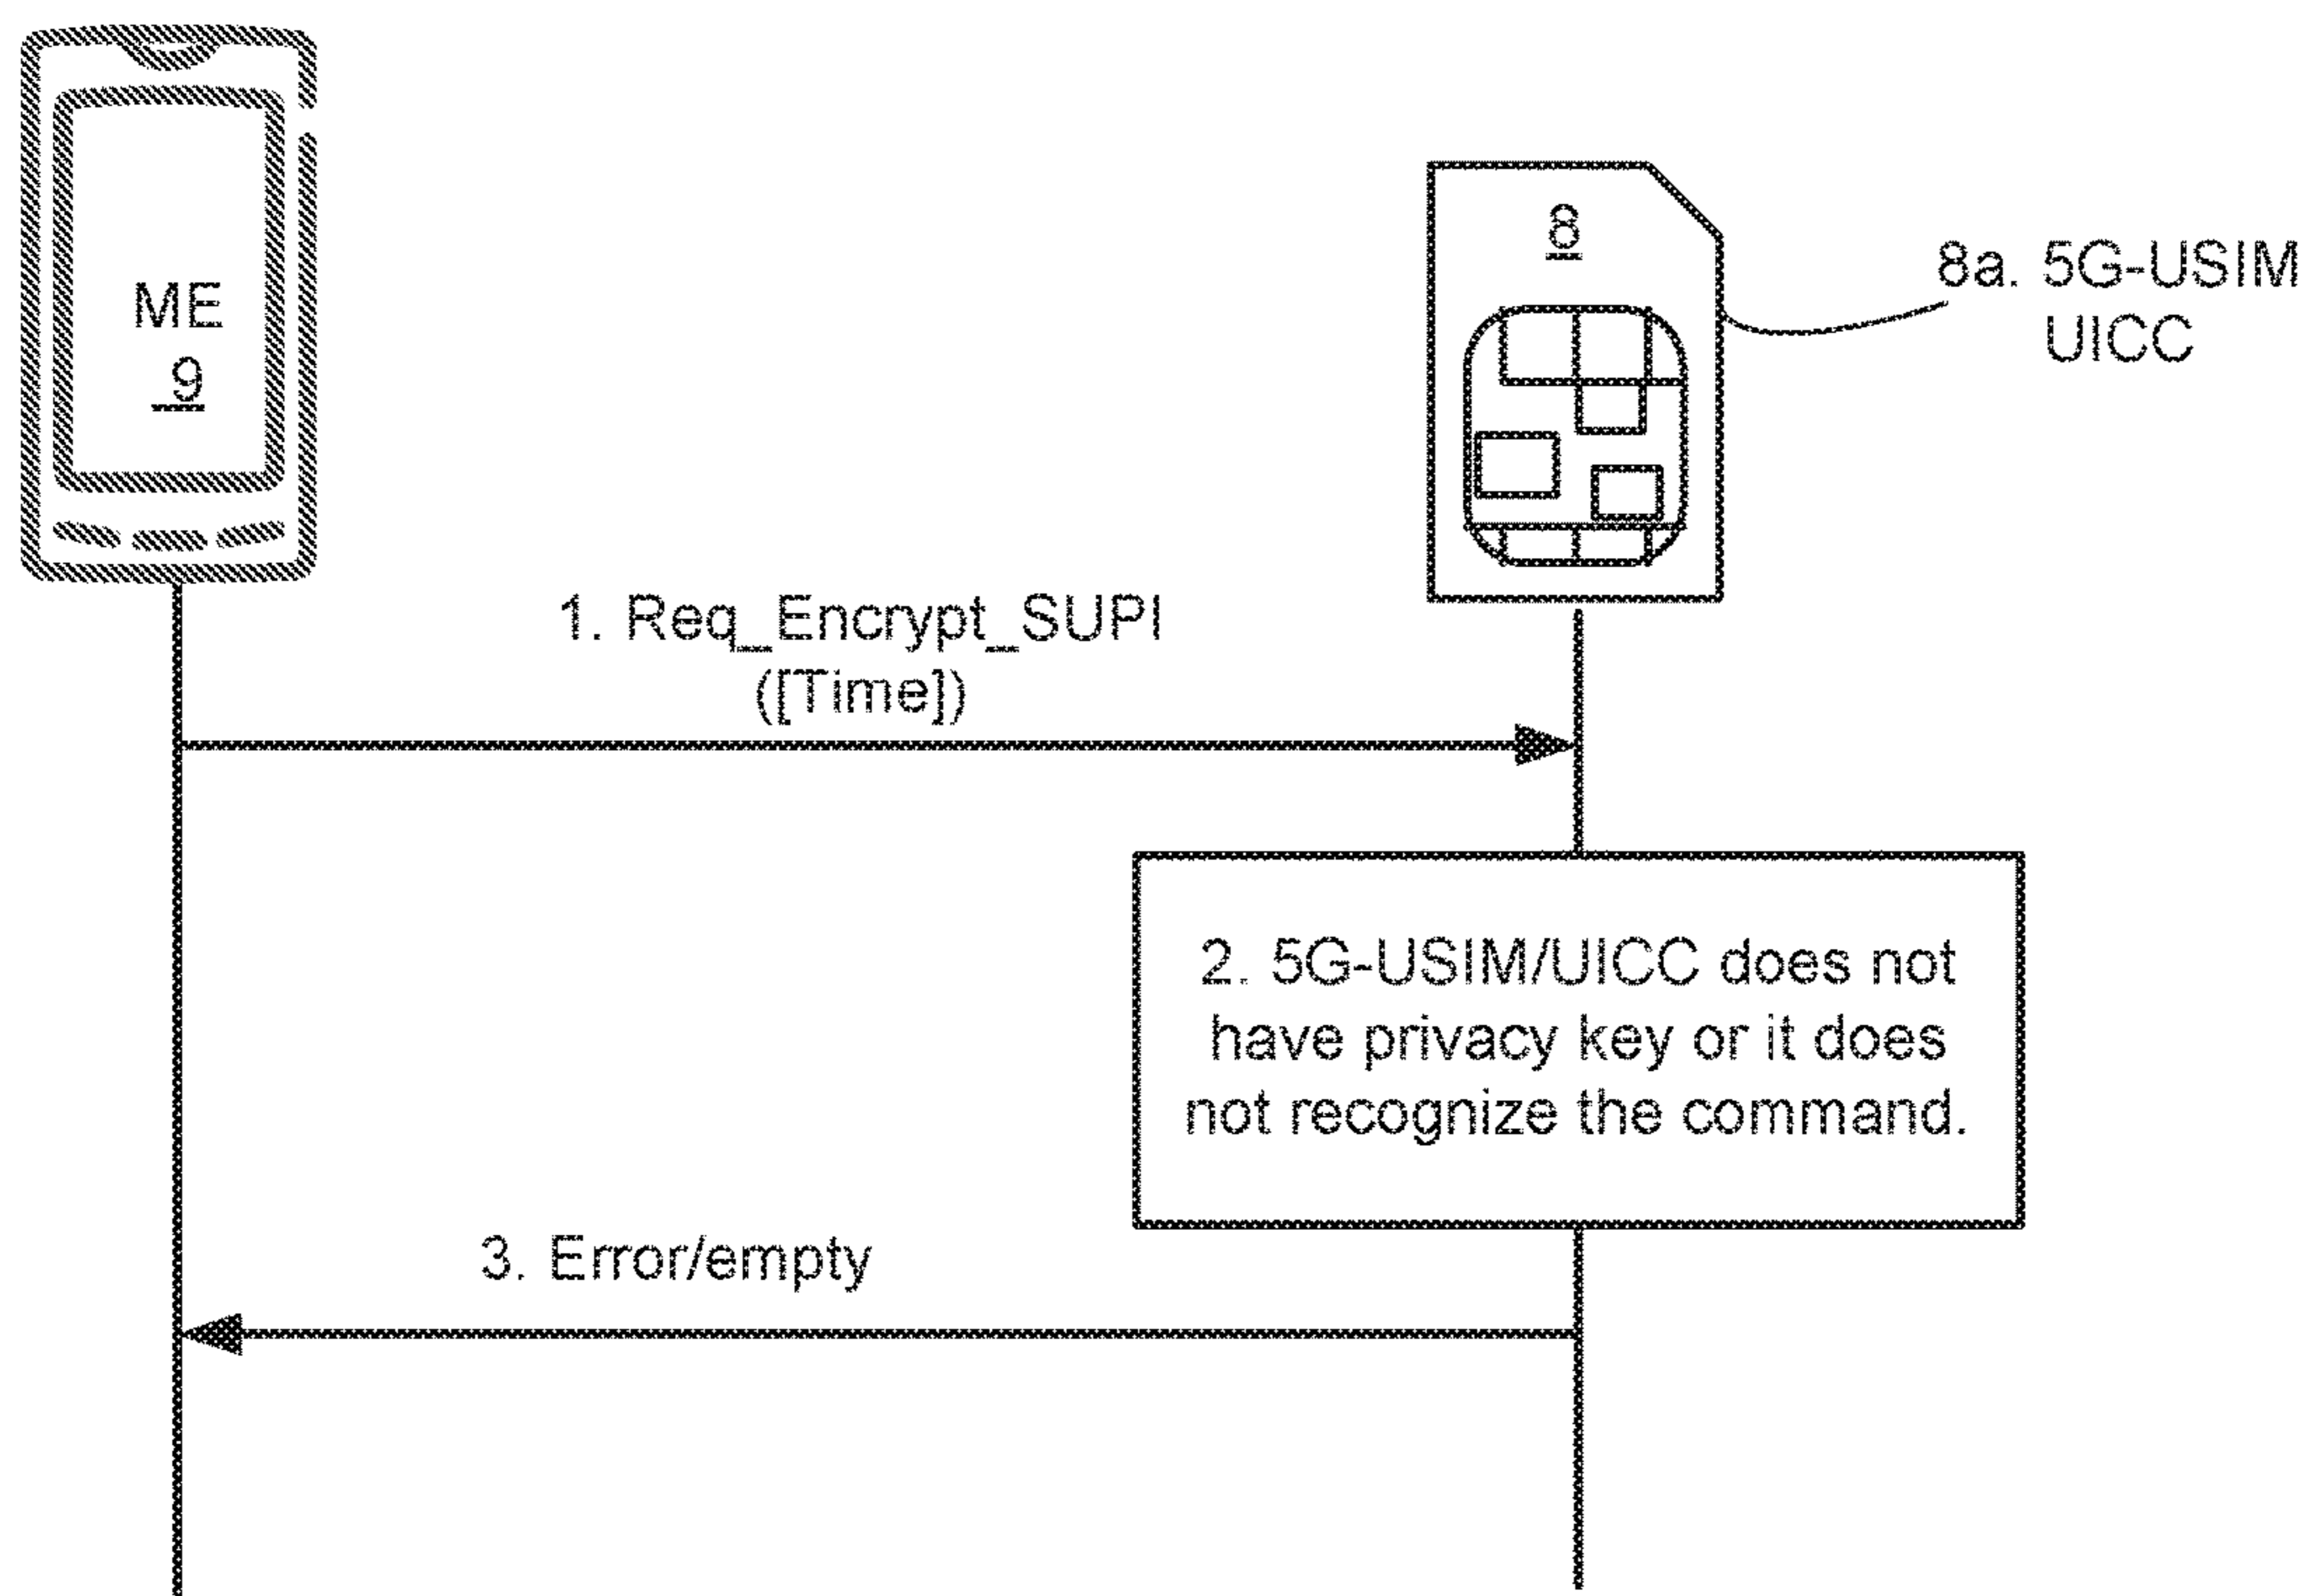 ME
9
8
8a. 5G-USIM
UICC
1. Req_Encrypt_SUPI
([Time])
2. 5G-USIM/UICC does not
have privacy key or it does
not recognize the command.
3. Error/empty